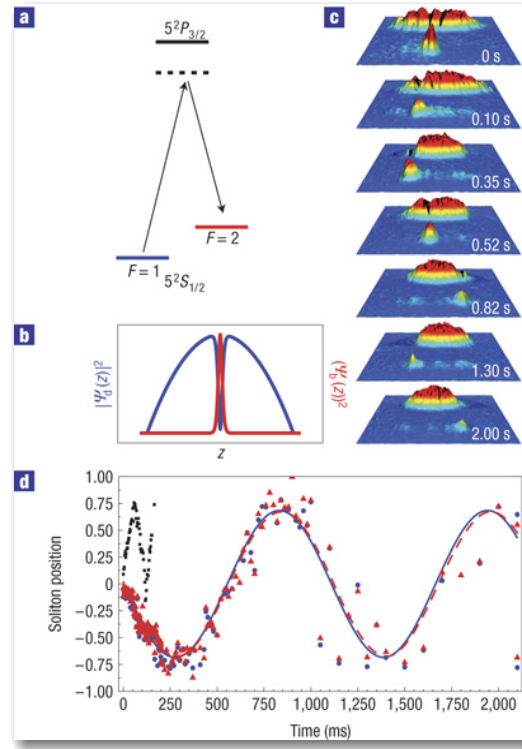 a
5²P₃/₂
F = 2
F = 1
5²S₁/₂
b
|Ψd(z)|²
(Ψb(z))²
z
c
0 s
0.10 s
0.35 s
0.52 s
0.82 s
1.30 s
2.00 s
d
1.00
0.75
0.50
0.25
0
−0.25
−0.50
−0.75
−1.00
Soliton position
0 250 500 750 1,000 1,250 1,500 1,750 2,000
Time (ms)